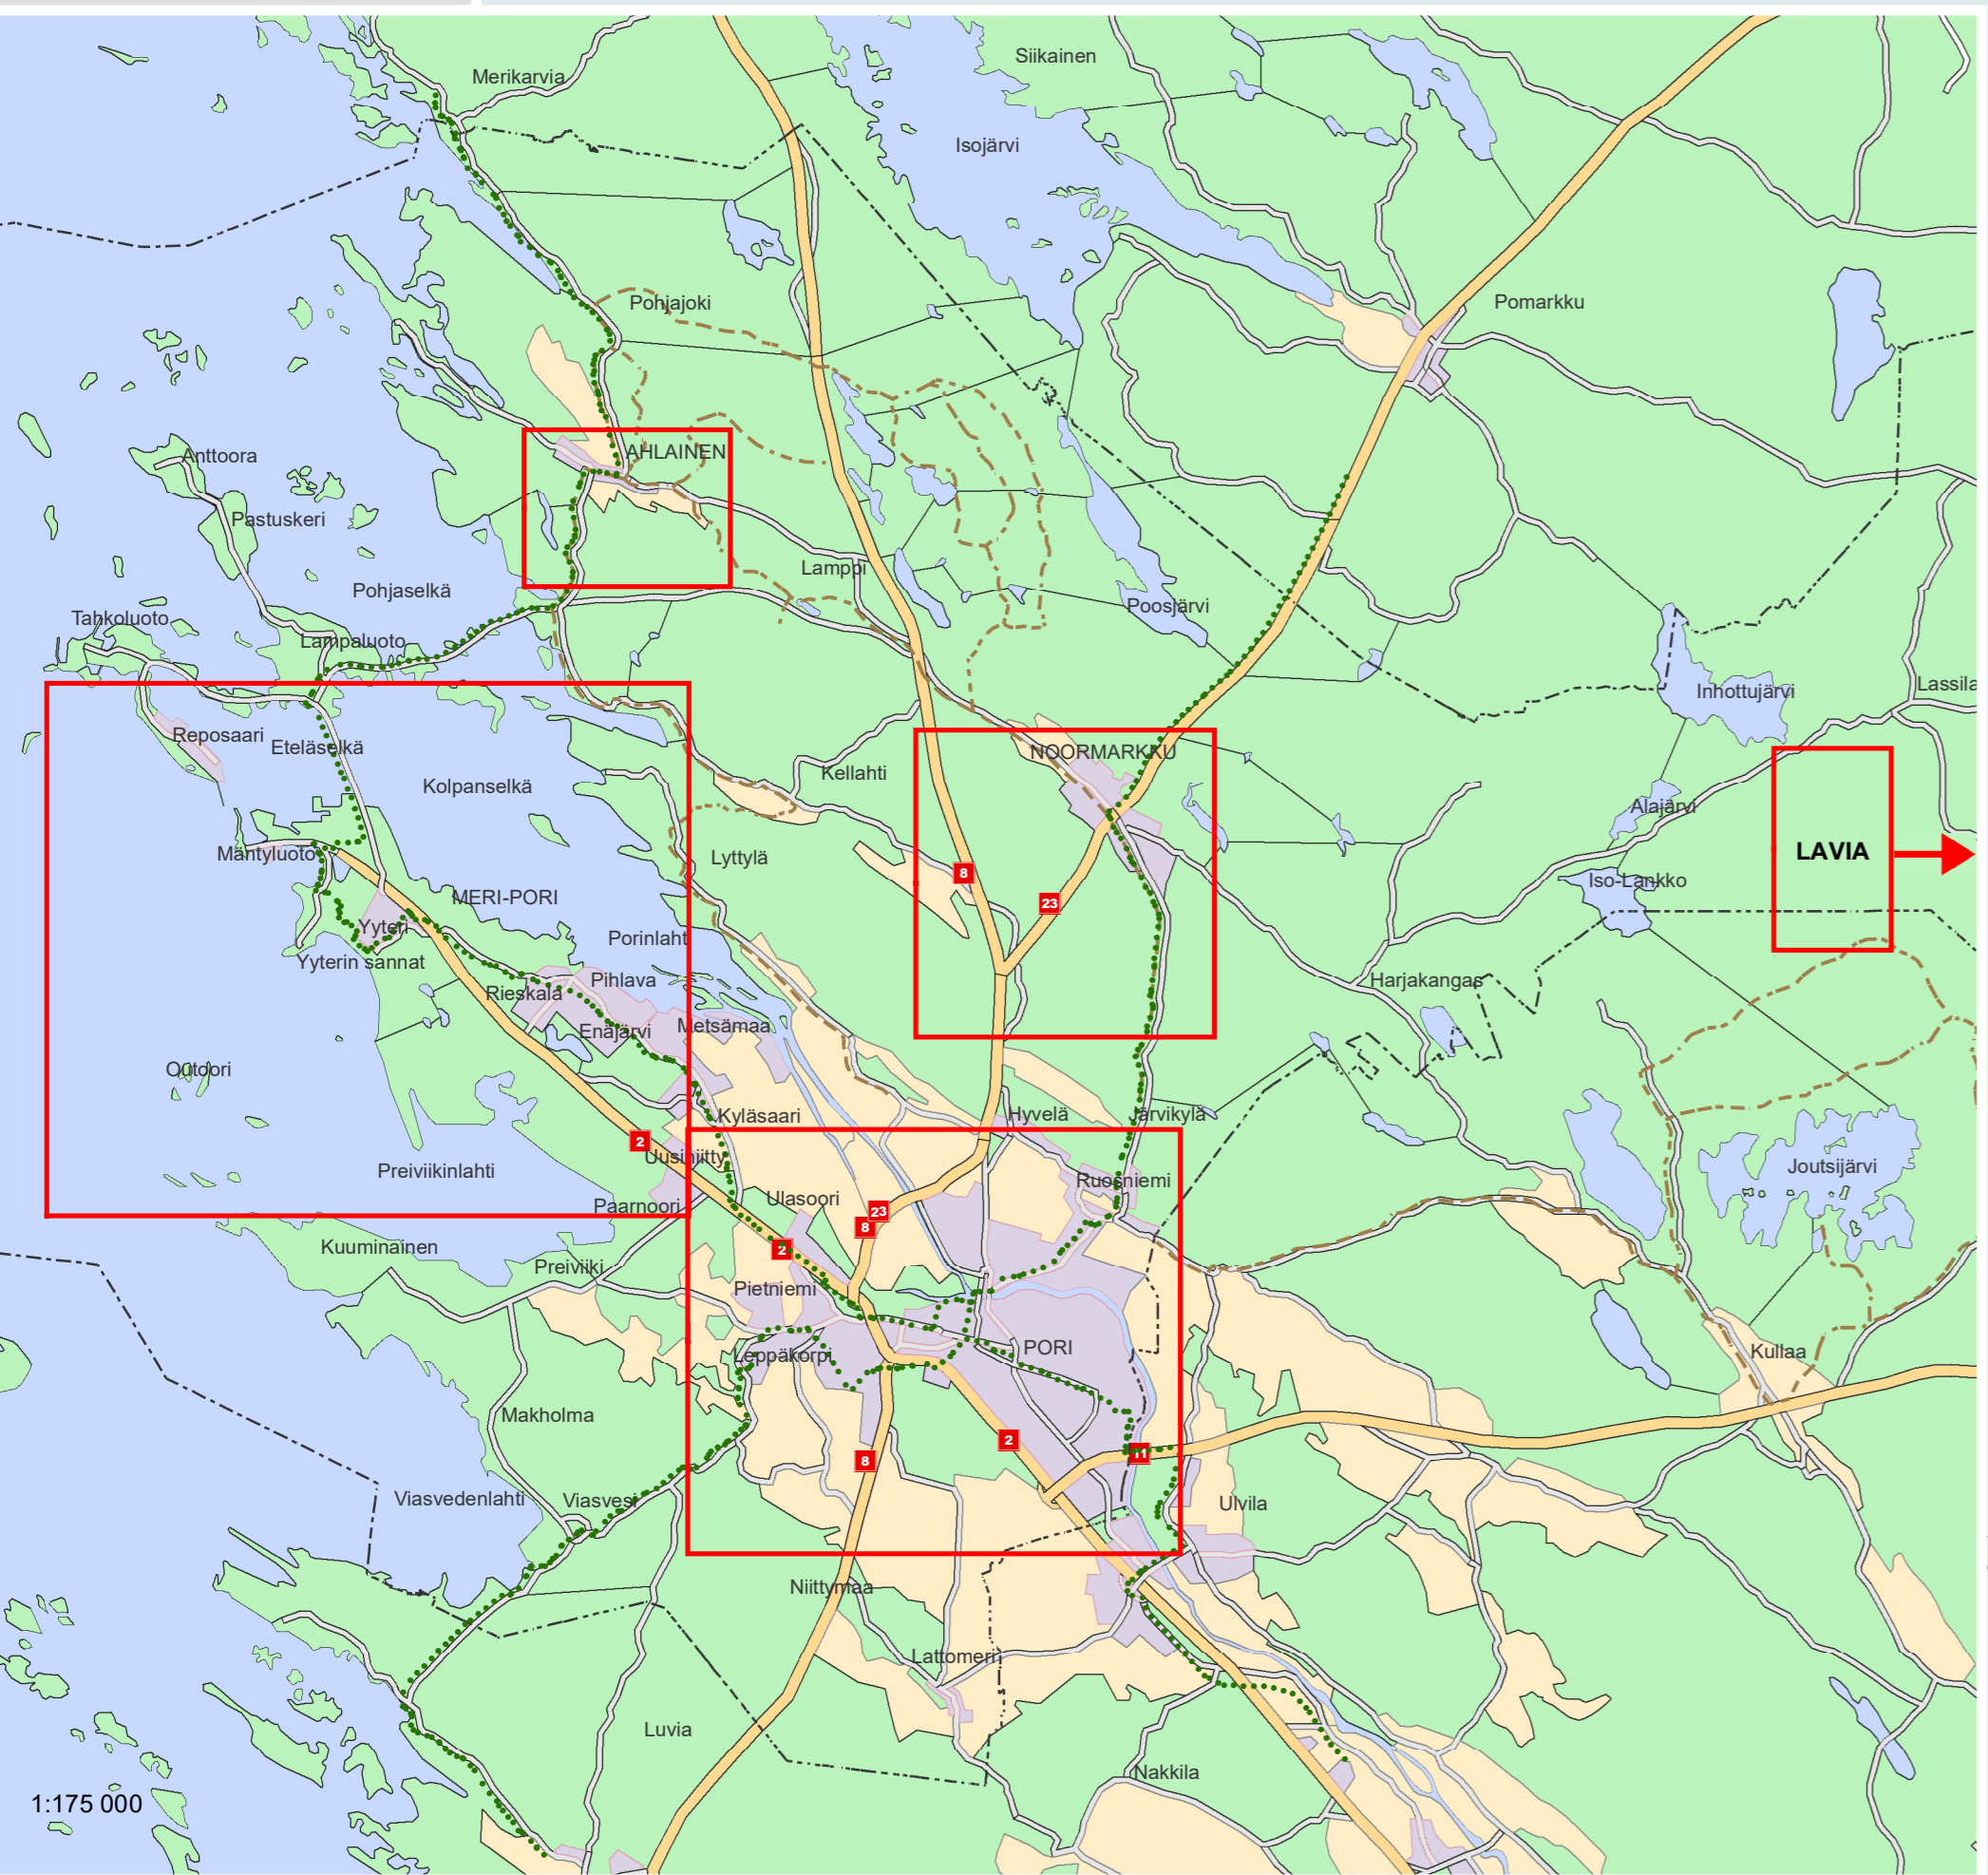 Siikainen
Merikarvia
Isojärvi
Pohjajoki
Pomarkku
AHLAINEN
Anttoora
Pastuskeri
Lamppi
Pohjaselkä
Poosjärvi
Tahkoluoto
Lampaluoto
Inhottujärvi
Lassila
Reposaari
Eteläselkä
NOORMARKKU
Kellahti
Kolpanselkä
Alajärvi
LAVIA
Mäntyluoto
Lyttylä
8
Iso-Lankko
MERI-PORI
23
Yyteri
Porinlaht
Yyterin sannat
Pihlava
Harjakangas
Rieskala
Enäjärvi
Metsämaa
Outoori
Kyläsaari
Hyvelä
Järvikylä
2
Uusiniitty
Preiviikinlahti
Joutsijärvi
Ruosniemi
Ulasoori
Paarnoori
23
8
Kuuminainen
2
Preiviiki
Pietniemi
PORI
Leppäkorpi
Kullaa
Makholma
2
11
8
Viasvedenlahti
Viasvesi
Ulvila
Niittymaa
Lattomeri
Luvia
Nakkila
1:175 000